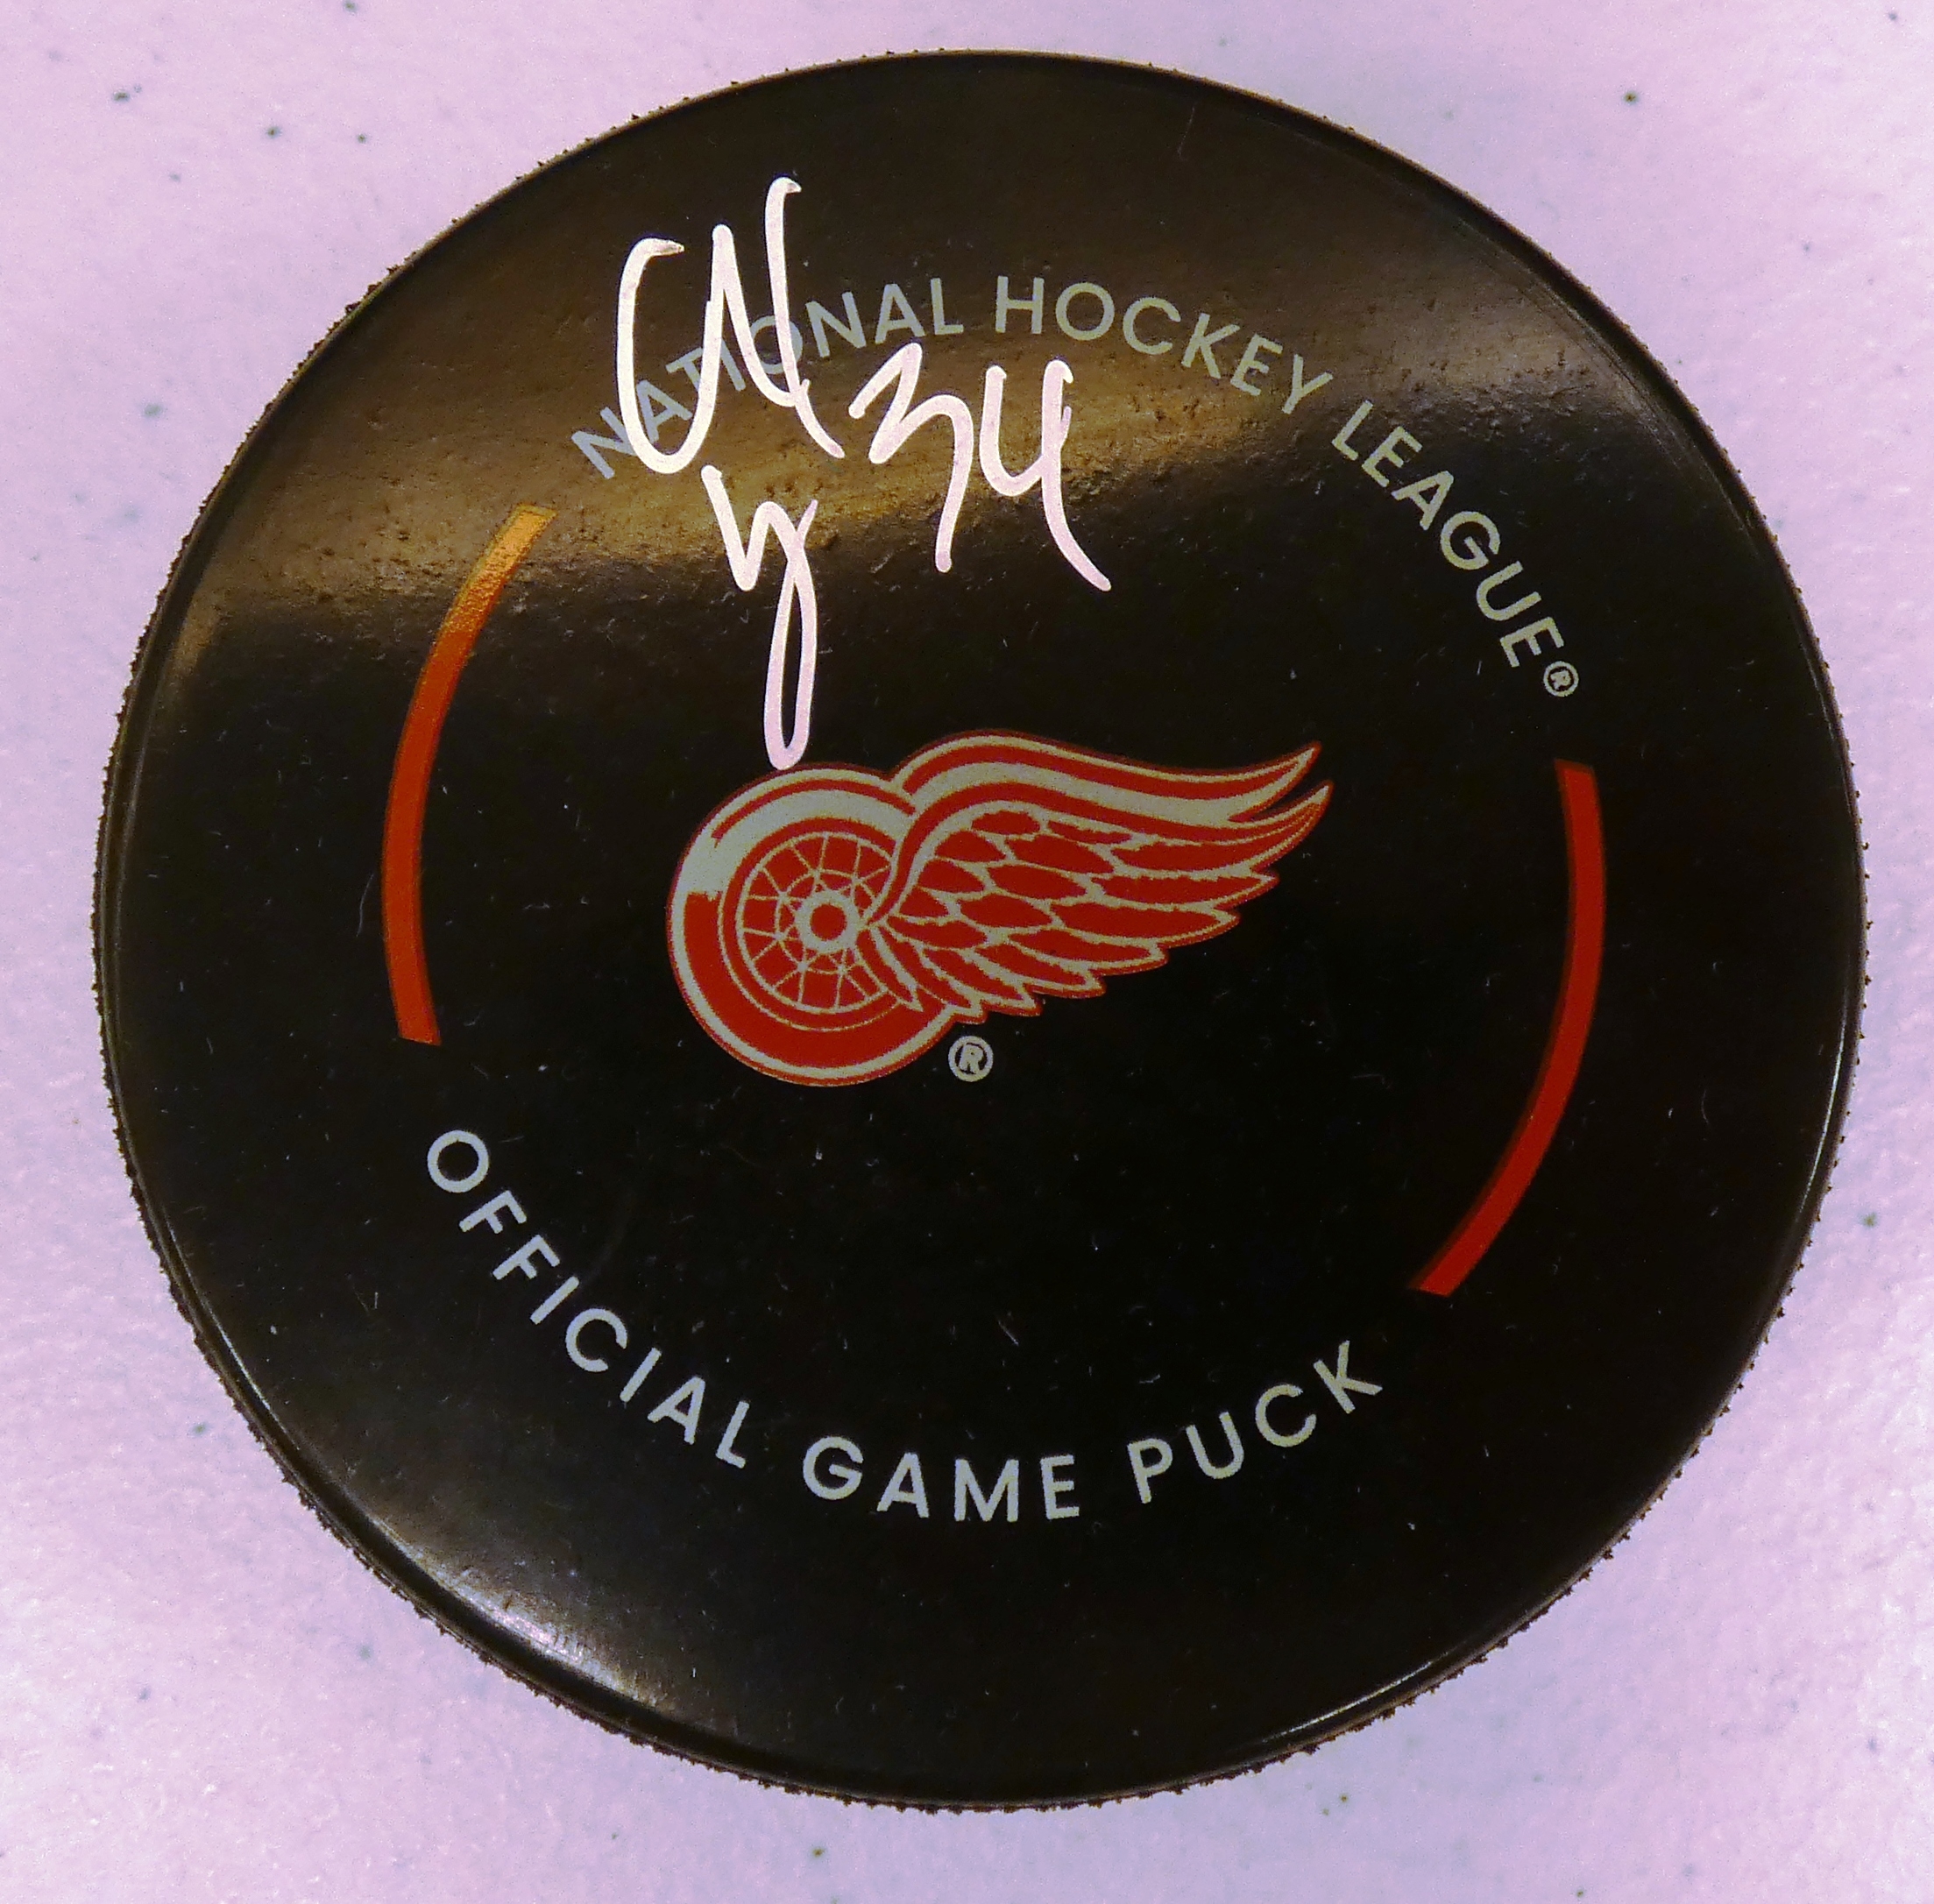 NATIONAL HOCKEY LEAGUE®
34
®
OFFICIAL GAME PUCK